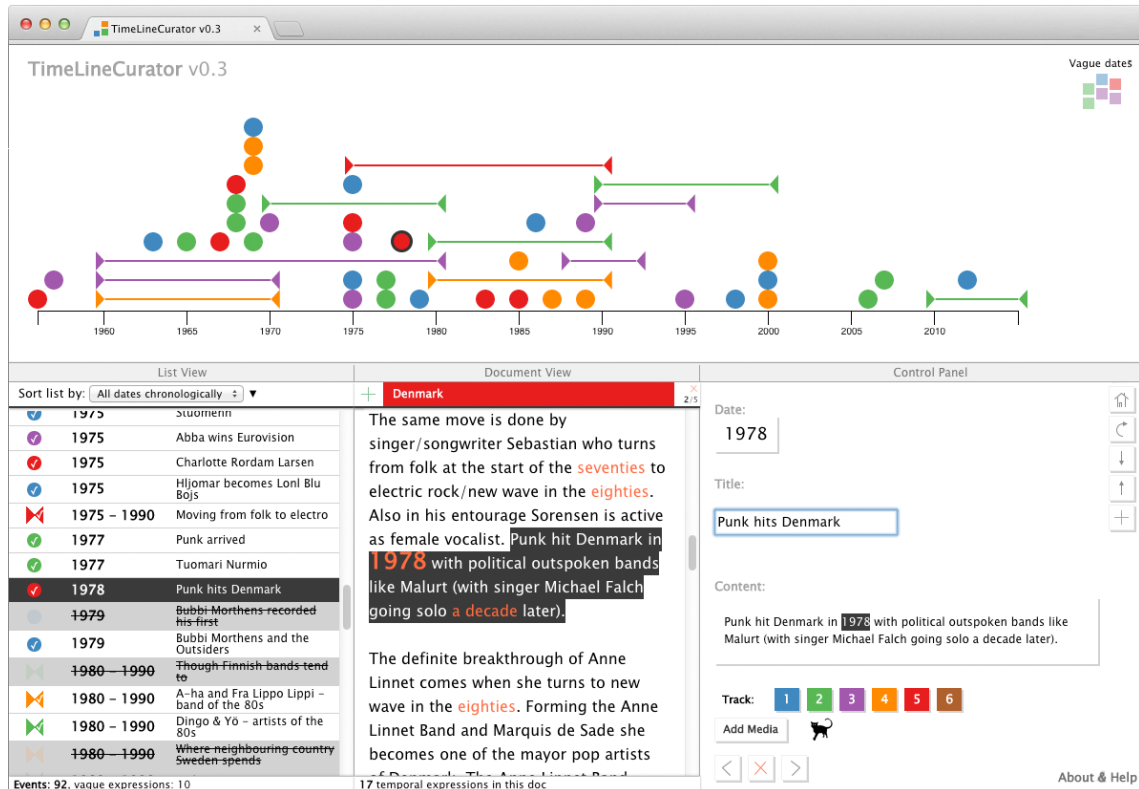 TimeLineCurator v0.3
TimeLineCurator v0.3
Vague dates
1960 1965 1970 1975 1980 1985 1990 1995 2000 2005 2010
List View
Document View
Control Panel
Sort list by: All dates chronologically
1975 Stuomenn
1975 Abba wins Eurovision
1975 Charlotte Rordam Larsen
1975 Hljomar becomes Lonl Blu
Bojs
1975 – 1990 Moving from folk to electro
1977 Punk arrived
1977 Tuomari Nurmio
1978 Punk hits Denmark
1979 Bubbi Morthens recorded
his first
1979 Bubbi Morthens and the
Outsiders
1980 – 1990 Though Finnish bands tend
to
1980 – 1990 A-ha and Fra Lippo Lippi –
band of the 80s
1980 – 1990 Dingo & Yö – artists of the
80s
1980 – 1990 Where neighbouring country
Sweden spends
Events: 92, vague expressions: 10
Denmark
2/5
The same move is done by
singer/songwriter Sebastian who turns
from folk at the start of the seventies to
electric rock/new wave in the eighties.
Also in his entourage Sorensen is active
as female vocalist. Punk hit Denmark in
1978 with political outspoken bands
like Malurt (with singer Michael Falch
going solo a decade later).
The definite breakthrough of Anne
Linnet comes when she turns to new
wave in the eighties. Forming the Anne
Linnet Band and Marquis de Sade she
becomes one of the mayor pop artists
of Denmark. The Anne Linnet Band
17 temporal expressions in this doc
Date:
1978
Title:
Punk hits Denmark
Content:
Punk hit Denmark in 1978 with political outspoken bands like
Malurt (with singer Michael Falch going solo a decade later).
Track: 1 2 3 4 5 6
Add Media
About & Help